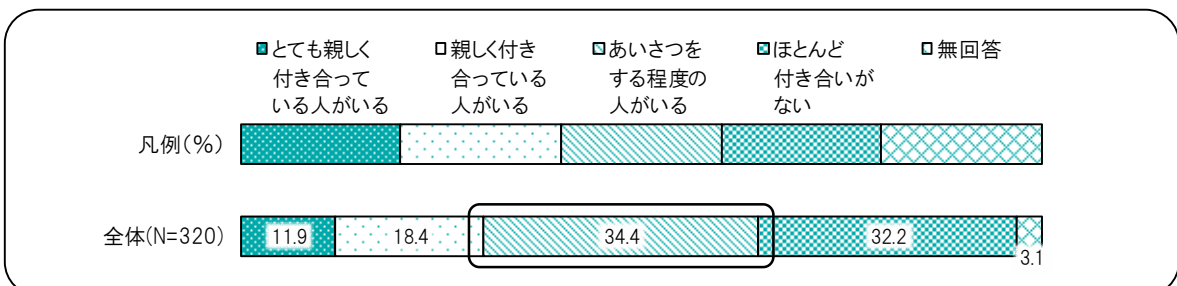 とても親しく 親しく付き あいさつを ほとんど 無回答
付き合って 合っている する程度の 付き合いが
いる人がいる 人がいる 人がいる ない
凡例(%)
全体(N=320) 11.9 18.4 34.4 32.2 3.1